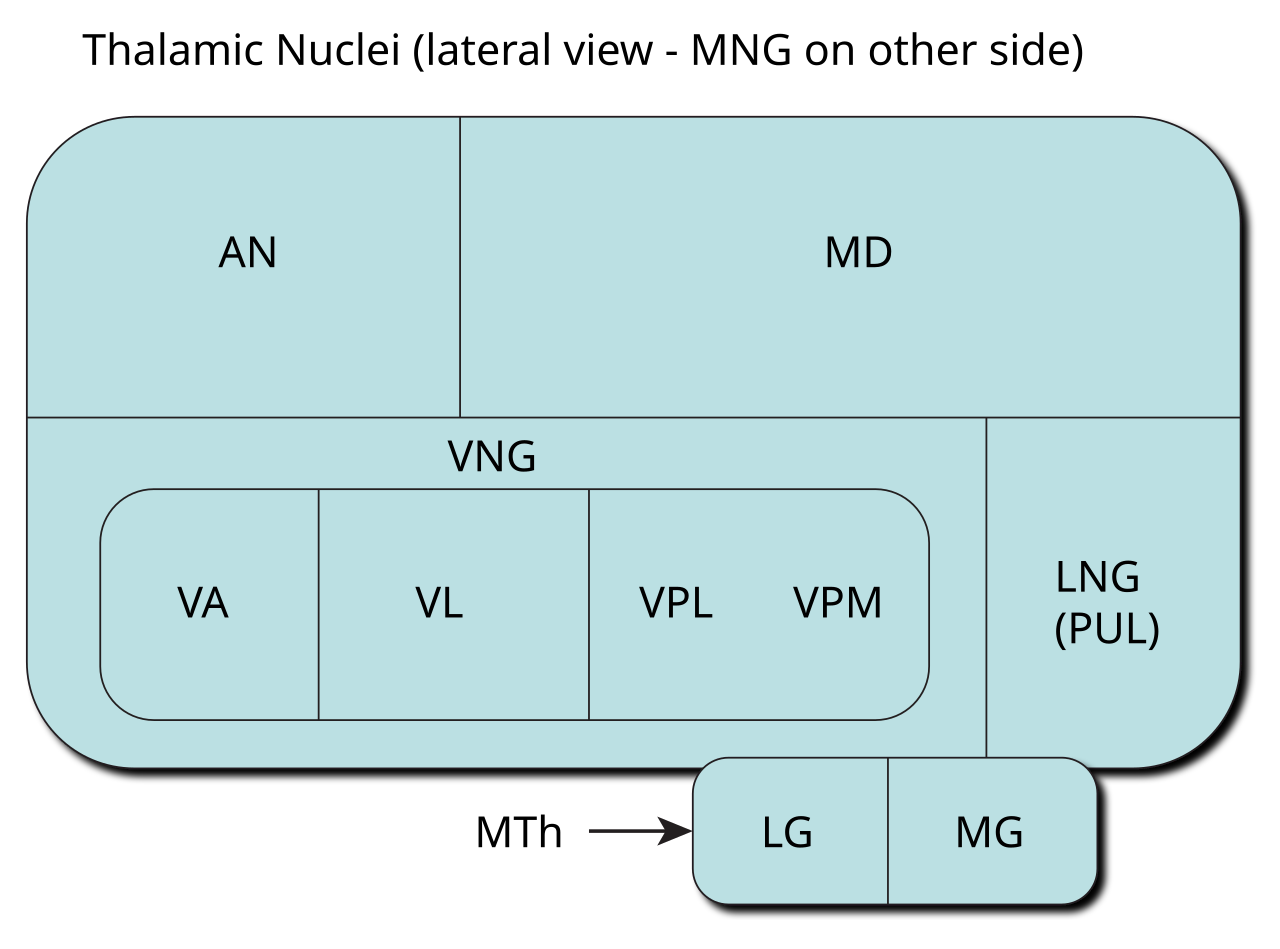 Thalamic Nuclei (lateral view - MNG on other side)
AN
MD
VNG
VA
VL
VPL
VPM
LNG
(PUL)
MTh
LG
MG